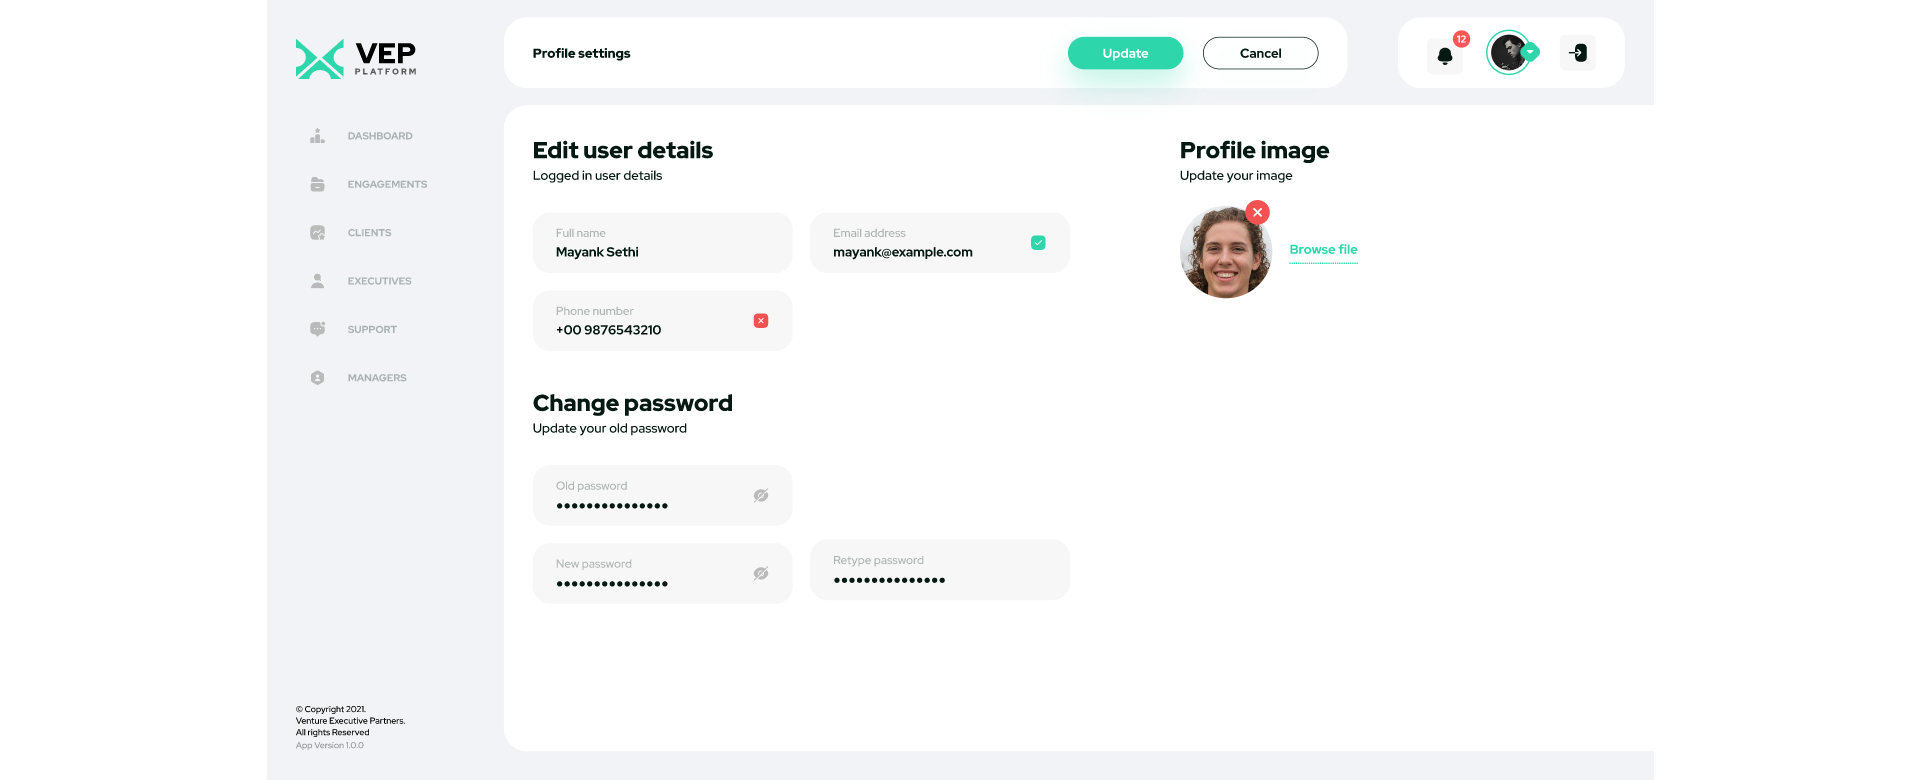 VEP
PLATFORM
DASHBOARD
ENGAGEMENTS
CLIENTS
EXECUTIVES
SUPPORT
MANAGERS
© Copyright 2021.
Venture Executive Partners.
All rights Reserved
App Version 1.0.0
Profile settings
Update
Cancel
12
Edit user details
Logged in user details
Full name
Mayank Sethi
Email address
mayank@example.com
Phone number
+00 9876543210
Change password
Update your old password
Old password
•••••••••••••••
New password
•••••••••••••••
Retype password
•••••••••••••••
Profile image
Update your image
Browse file